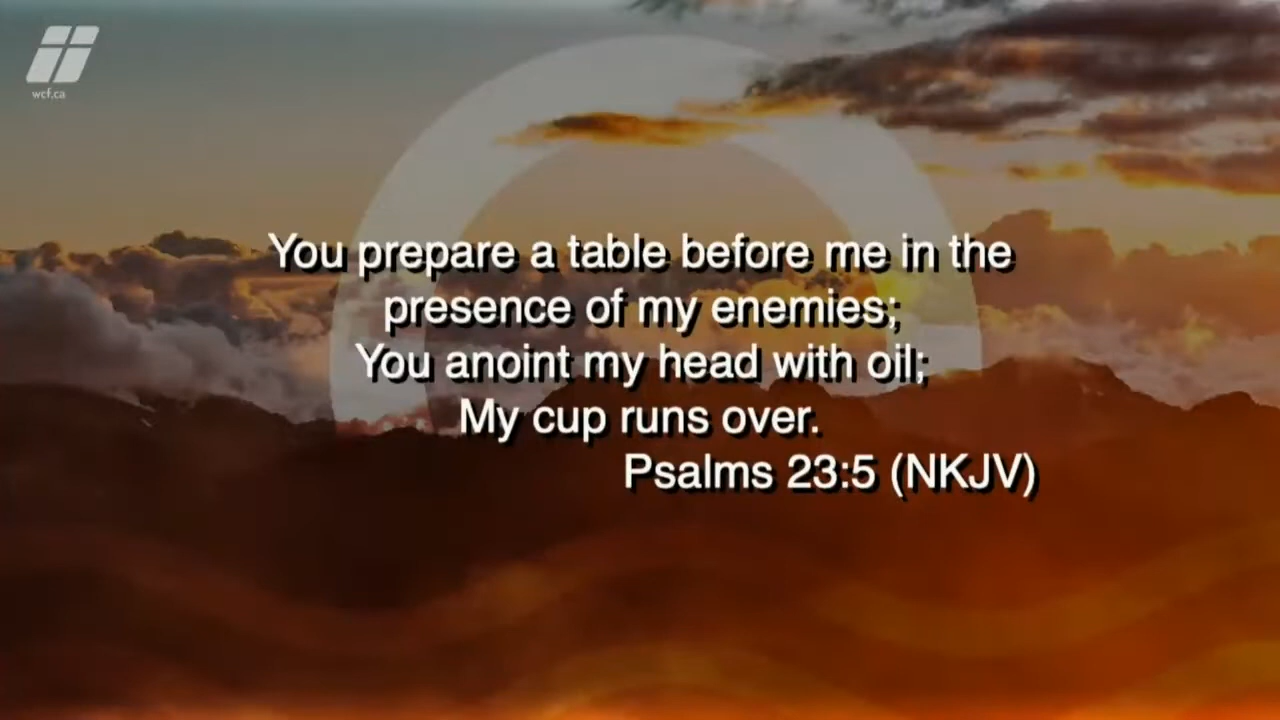 wcf.ca
You prepare a table before me in the
presence of my enemies;
You anoint my head with oil;
My cup runs over.
Psalms 23:5 (NKJV)